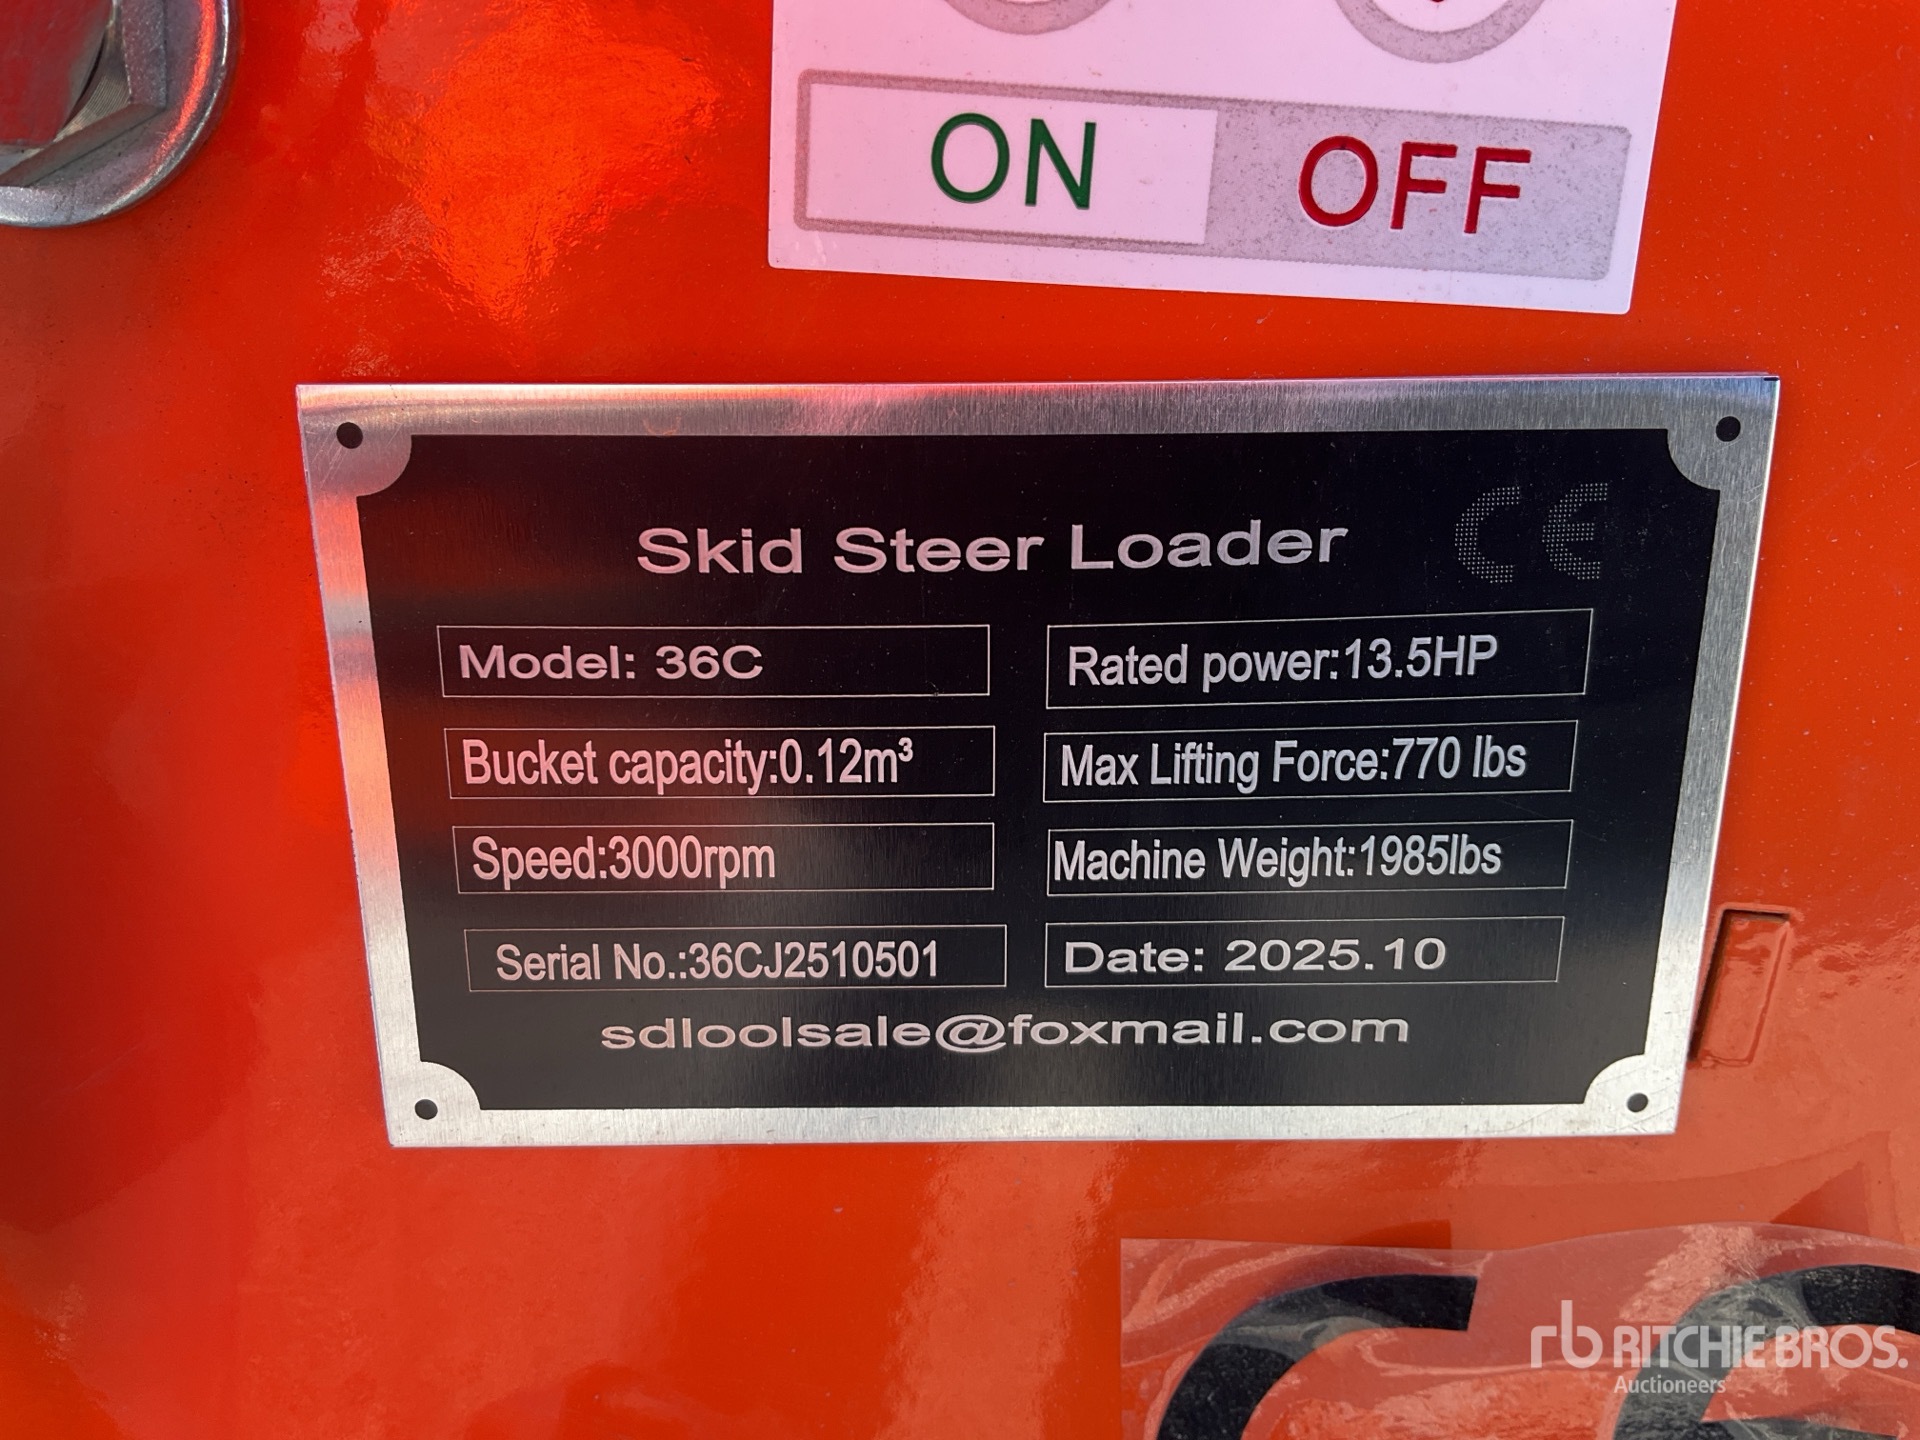 ON OFF
Skid Steer Loader CE
Model: 36C
Rated power:13.5HP
Bucket capacity:0.12m³
Max Lifting Force:770 lbs
Speed:3000rpm
Machine Weight:1985lbs
Serial No.:36CJ2510501
Date: 2025.10
sdloolsale@foxmail.com
rb RITCHIE BROS.
Auctioneers